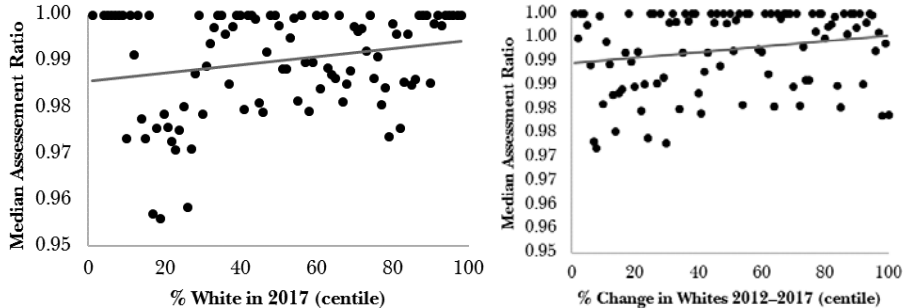 Median Assessment Ratio
1.00
0.99
0.98
0.97
0.96
0.95
0 20 40 60 80 100
% White in 2017 (centile)
Median Assessment Ratio
1.00
1.00
0.99
0.99
0.98
0.98
0.97
0.97
0.96
0.96
0.95
0 20 40 60 80 100
% Change in Whites 2012–2017 (centile)